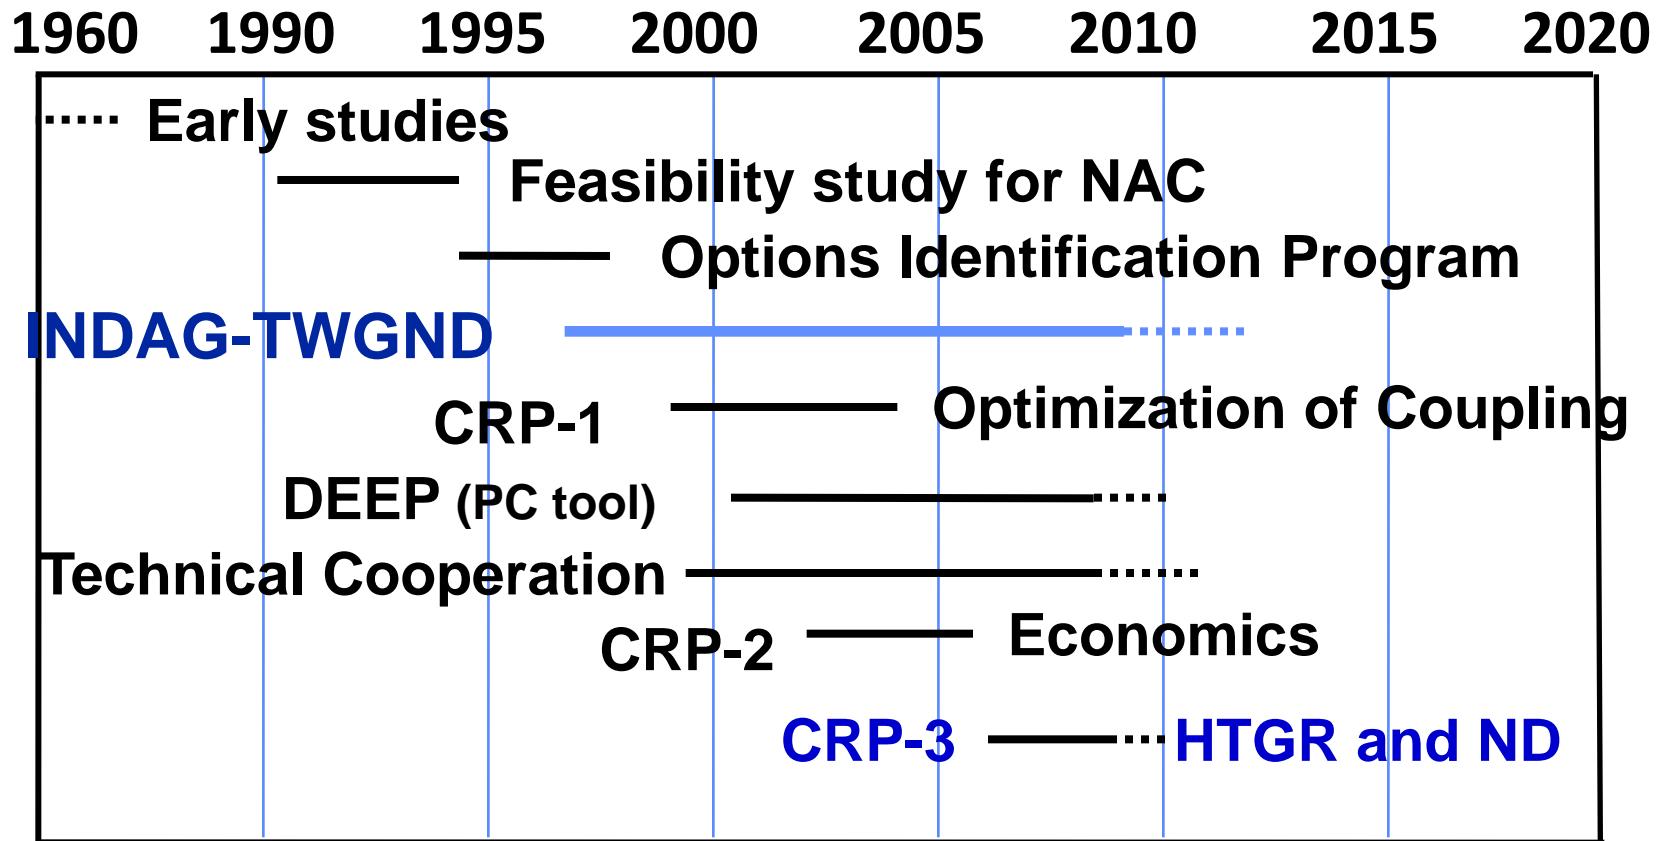 1960 1990 1995 2000 2005 2010 2015 2020
Early studies
Feasibility study for NAC
Options Identification Program
INDAG-TWGND
CRP-1 Optimization of Coupling
DEEP (PC tool)
Technical Cooperation
CRP-2 Economics
CRP-3 HTGR and ND